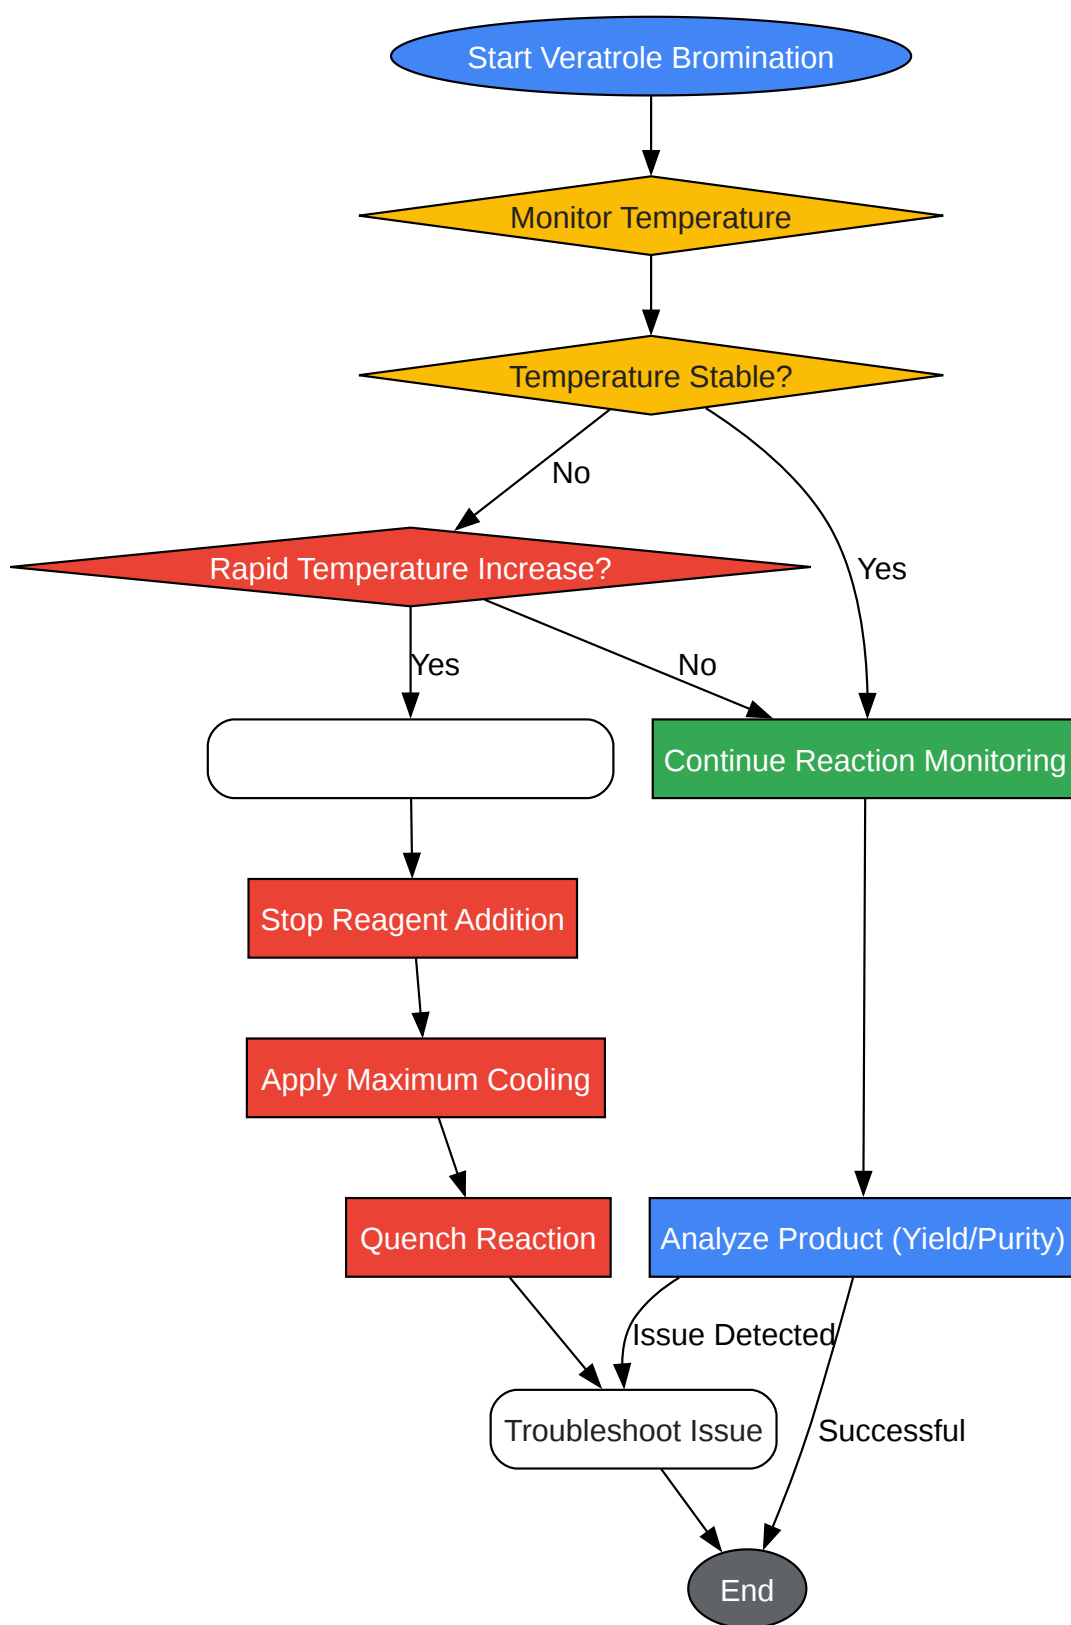 Start Veratrole Bromination
Monitor Temperature
Temperature Stable?
No
Rapid Temperature Increase?
Yes
Yes
No
Continue Reaction Monitoring
Stop Reagent Addition
Apply Maximum Cooling
Quench Reaction
Analyze Product (Yield/Purity)
Issue Detected
Troubleshoot Issue
Successful
End